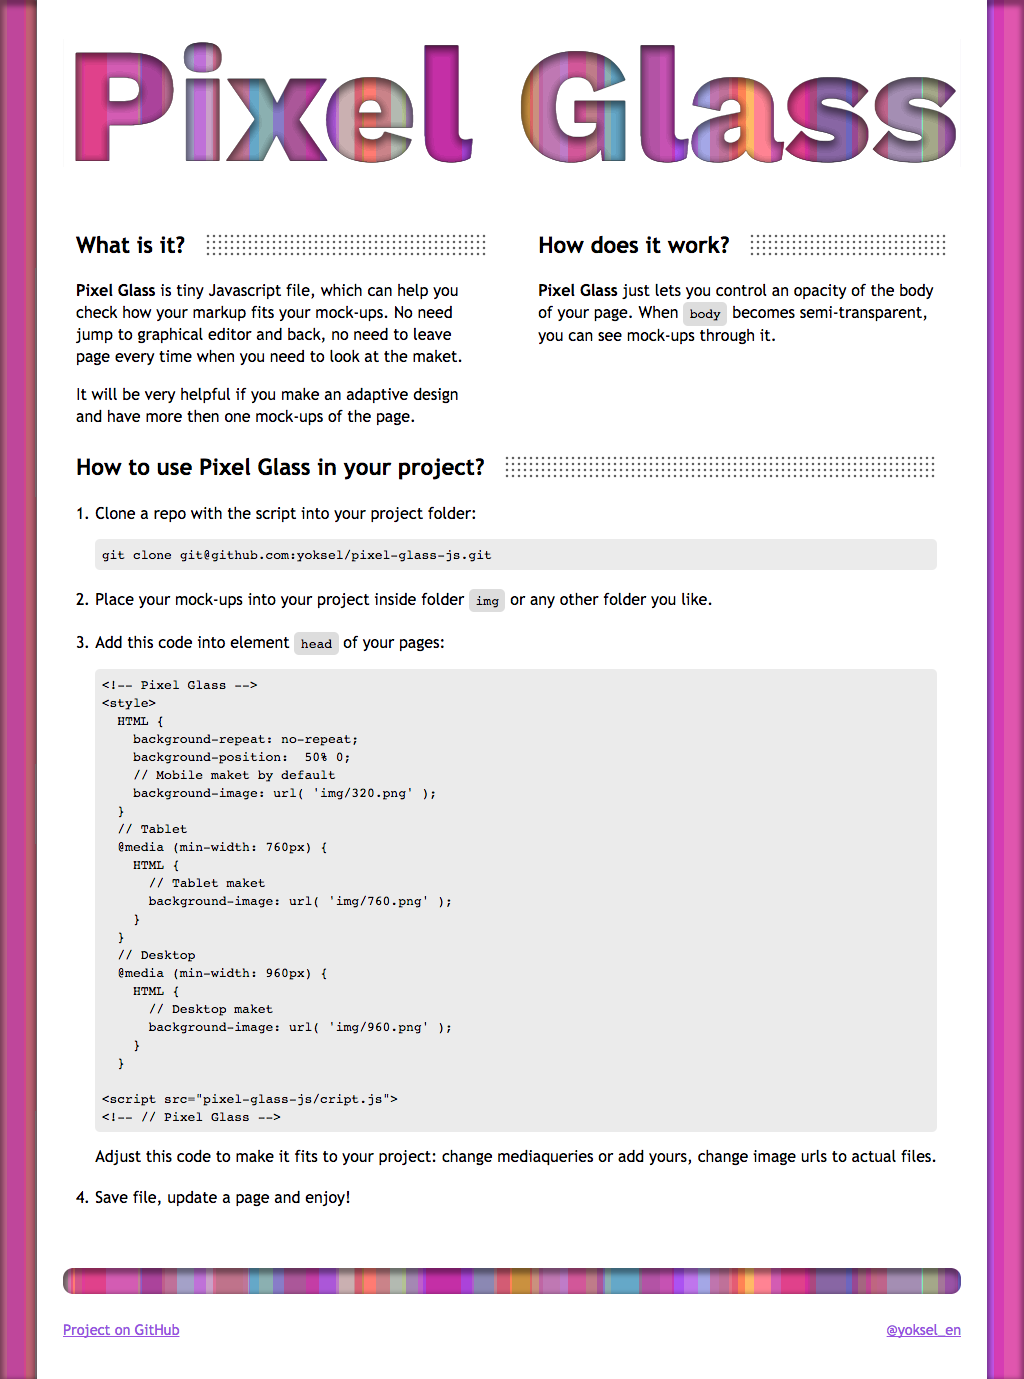 Pixel Glass
What is it?
Pixel Glass is tiny Javascript file, which can help you
check how your markup fits your mock-ups. No need
jump to graphical editor and back, no need to leave
page every time when you need to look at the maket.
It will be very helpful if you make an adaptive design
and have more then one mock-ups of the page.
How does it work?
Pixel Glass just lets you control an opacity of the body
of your page. When body becomes semi-transparent,
you can see mock-ups through it.
How to use Pixel Glass in your project?
1. Clone a repo with the script into your project folder:
git clone git@github.com:yoksel/pixel-glass-js.git
2. Place your mock-ups into your project inside folder img or any other folder you like.
3. Add this code into element head of your pages:
<!-- Pixel Glass -->
<style>
  HTML {
    background-repeat: no-repeat;
    background-position:  50% 0;
    // Mobile maket by default
    background-image: url( 'img/320.png' );
  }
  // Tablet
  @media (min-width: 760px) {
    HTML {
      // Tablet maket
      background-image: url( 'img/760.png' );
    }
  }
  // Desktop
  @media (min-width: 960px) {
    HTML {
      // Desktop maket
      background-image: url( 'img/960.png' );
    }
  }
<script src="pixel-glass-js/cript.js">
<!-- // Pixel Glass -->
Adjust this code to make it fits to your project: change mediaqueries or add yours, change image urls to actual files.
4. Save file, update a page and enjoy!
Project on GitHub
@yoksel_en